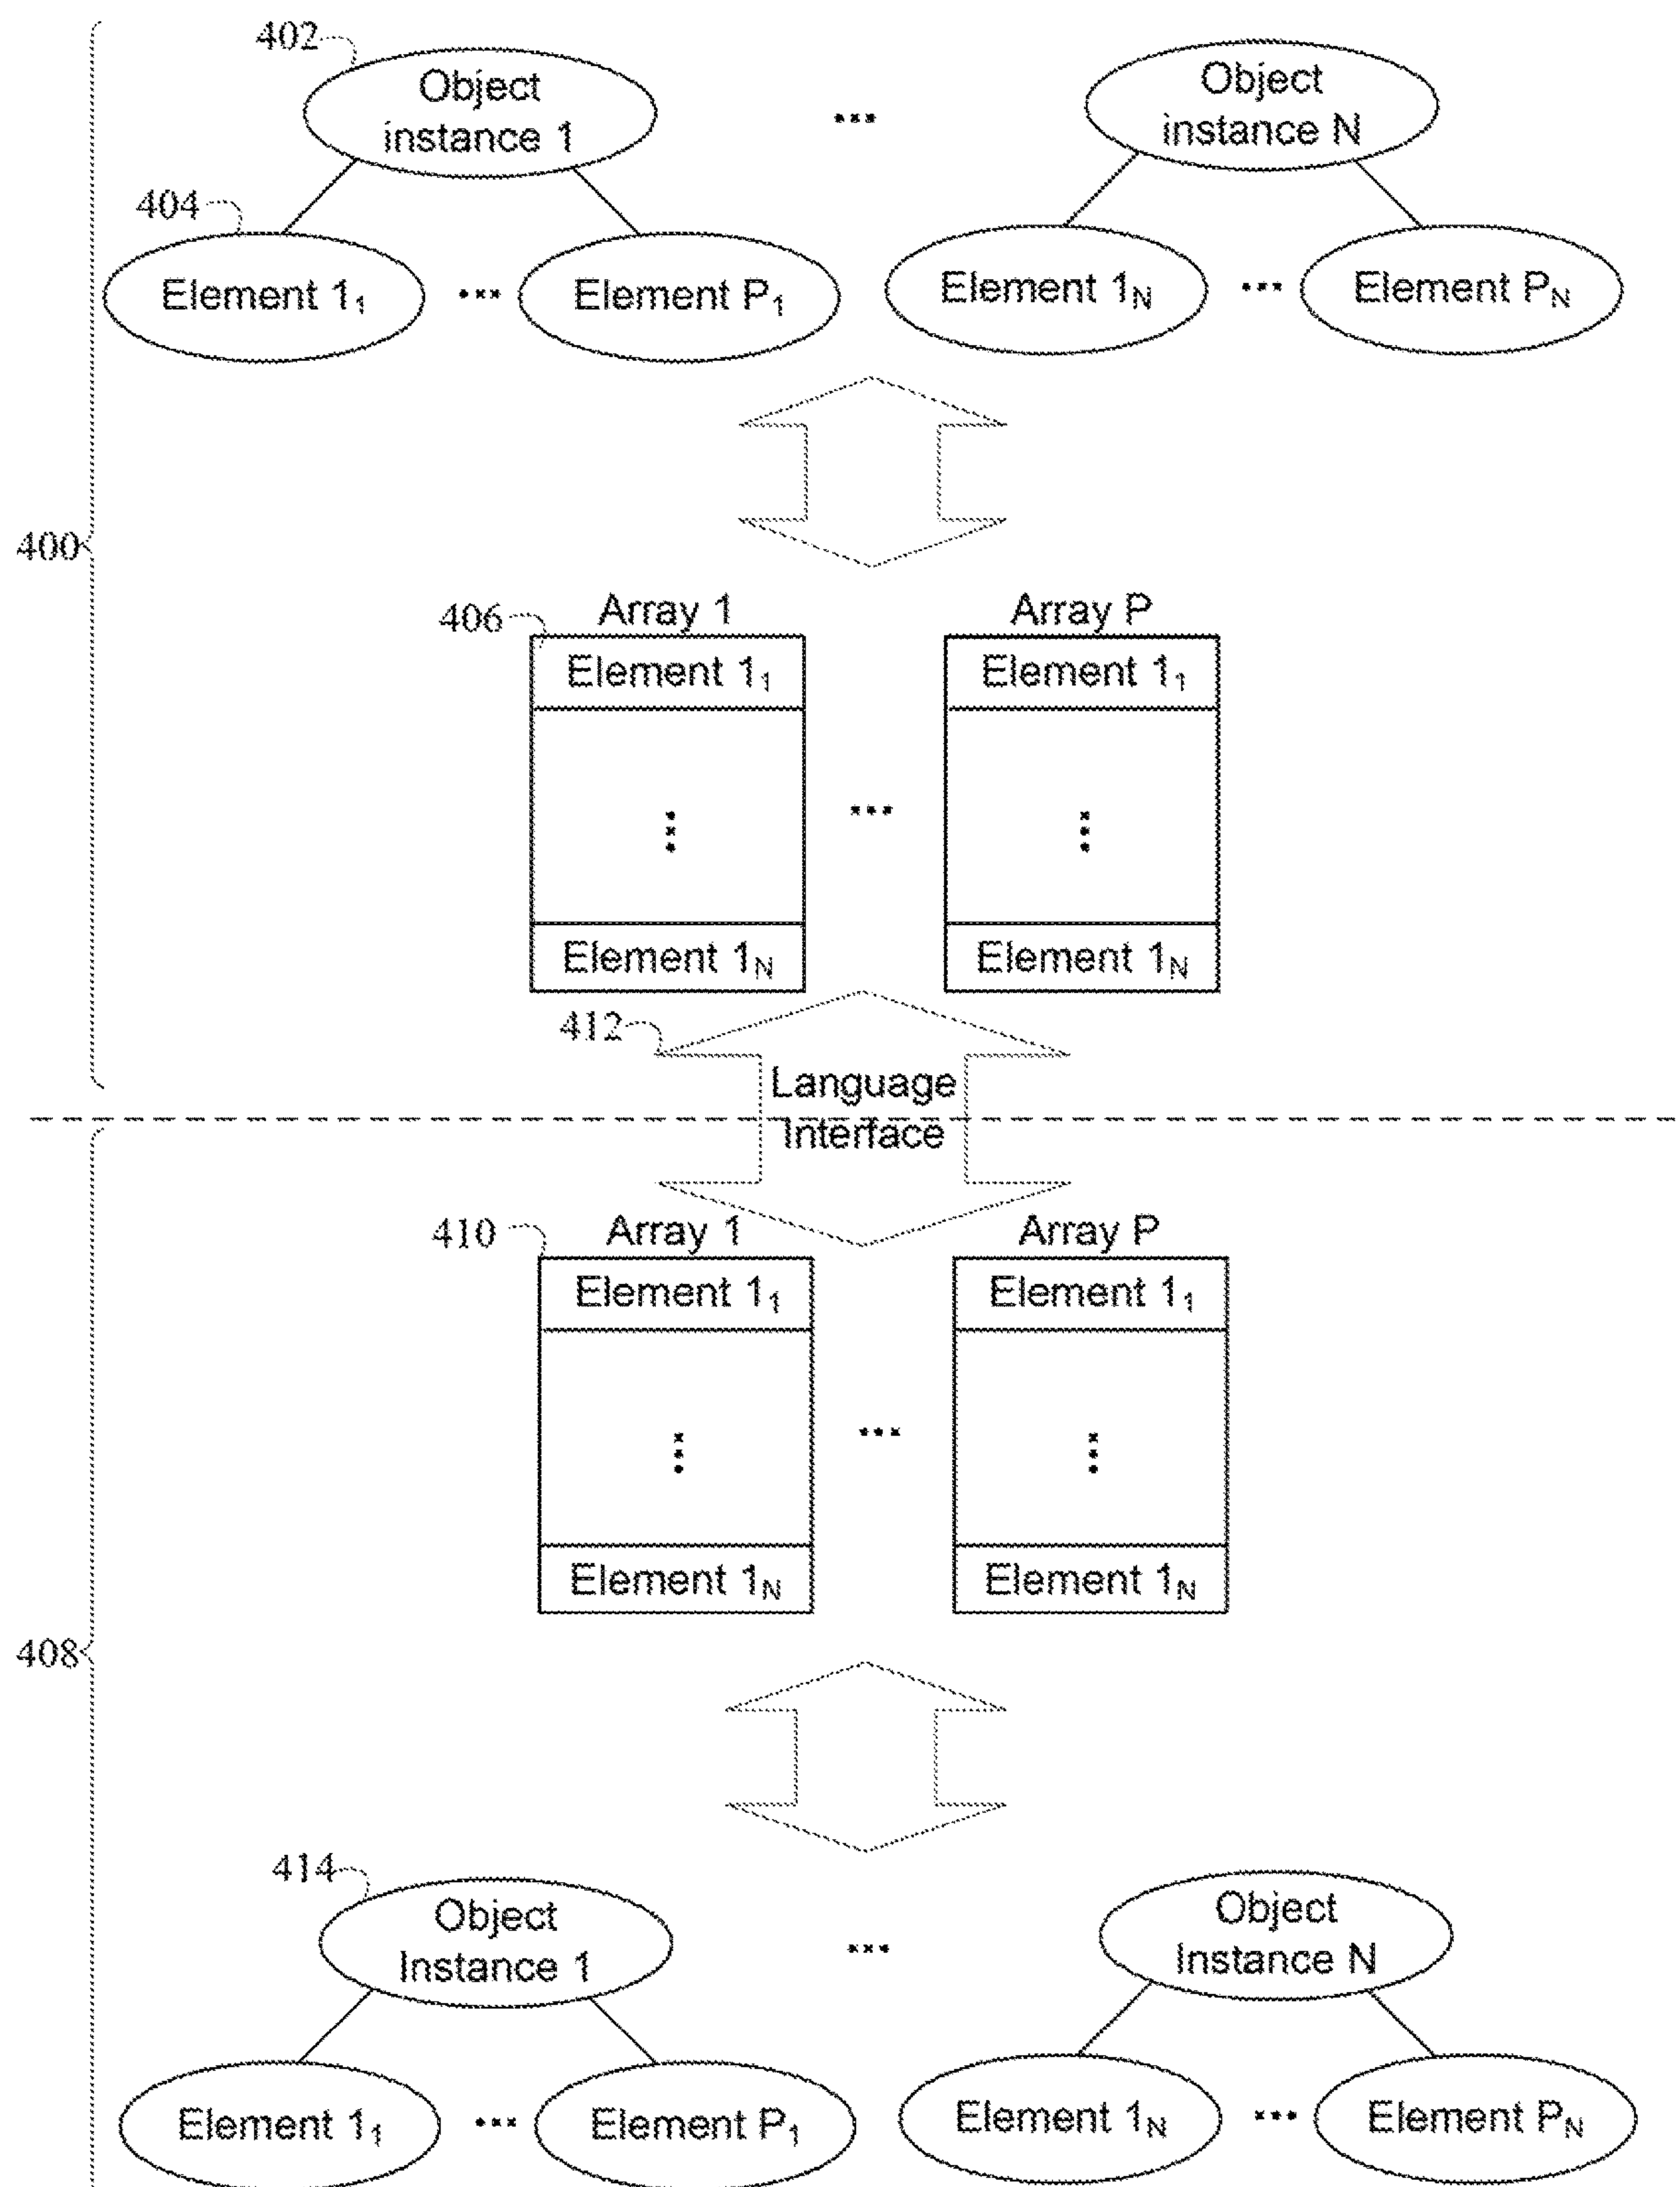 402
Object
instance 1
...
Object
instance N
404
Element 1₁
...
Element P₁
Element 1N
...
Element PN
400
406
Array 1
Array P
Element 1₁
Element 1₁
...
...
...
Element 1N
Element 1N
412
Language
Interface
410
Array 1
Array P
Element 1₁
Element 1₁
...
...
...
Element 1N
Element 1N
408
414
Object
Instance 1
...
Object
Instance N
Element 1₁
...
Element P₁
Element 1N
...
Element PN